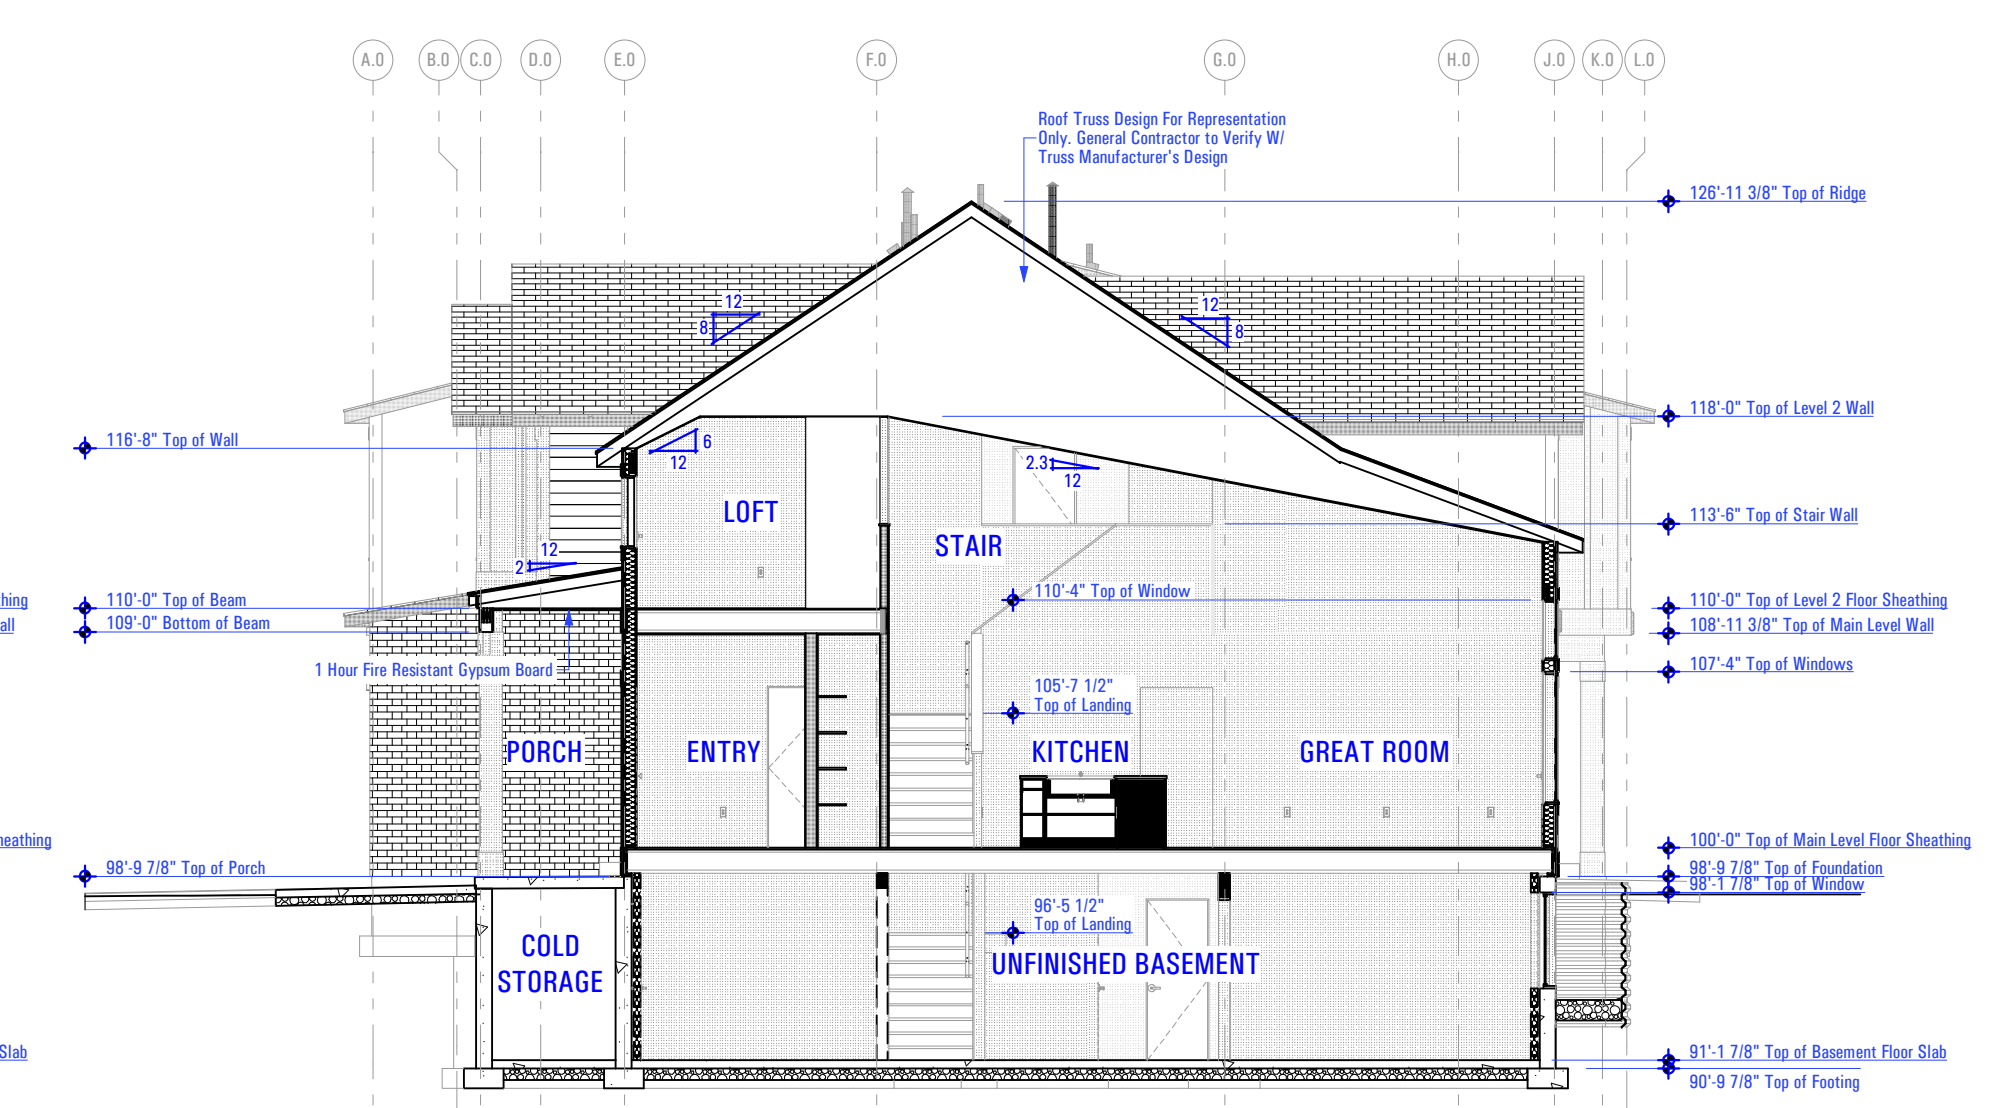 A.0 B.0 C.0 D.0 E.0 F.0 G.0 H.0 J.0 K.0 L.0
Roof Truss Design For Representation
Only. General Contractor to Verify W/
Truss Manufacturer's Design
126'-11 3/8" Top of Ridge
12
8
12
8
118'-0" Top of Level 2 Wall
116'-8" Top of Wall
6
12
2.3
12
LOFT
113'-6" Top of Stair Wall
STAIR
12
2
110'-4" Top of Window
110'-0" Top of Beam
109'-0" Bottom of Beam
110'-0" Top of Level 2 Floor Sheathing
108'-11 3/8" Top of Main Level Wall
1 Hour Fire Resistant Gypsum Board
107'-4" Top of Windows
105'-7 1/2"
Top of Landing
PORCH
ENTRY
KITCHEN
GREAT ROOM
100'-0" Top of Main Level Floor Sheathing
98'-9 7/8" Top of Porch
98'-9 7/8" Top of Foundation
98'-1 7/8" Top of Window
96'-5 1/2"
Top of Landing
COLD
STORAGE
UNFINISHED BASEMENT
Slab
91'-1 7/8" Top of Basement Floor Slab
90'-9 7/8" Top of Footing